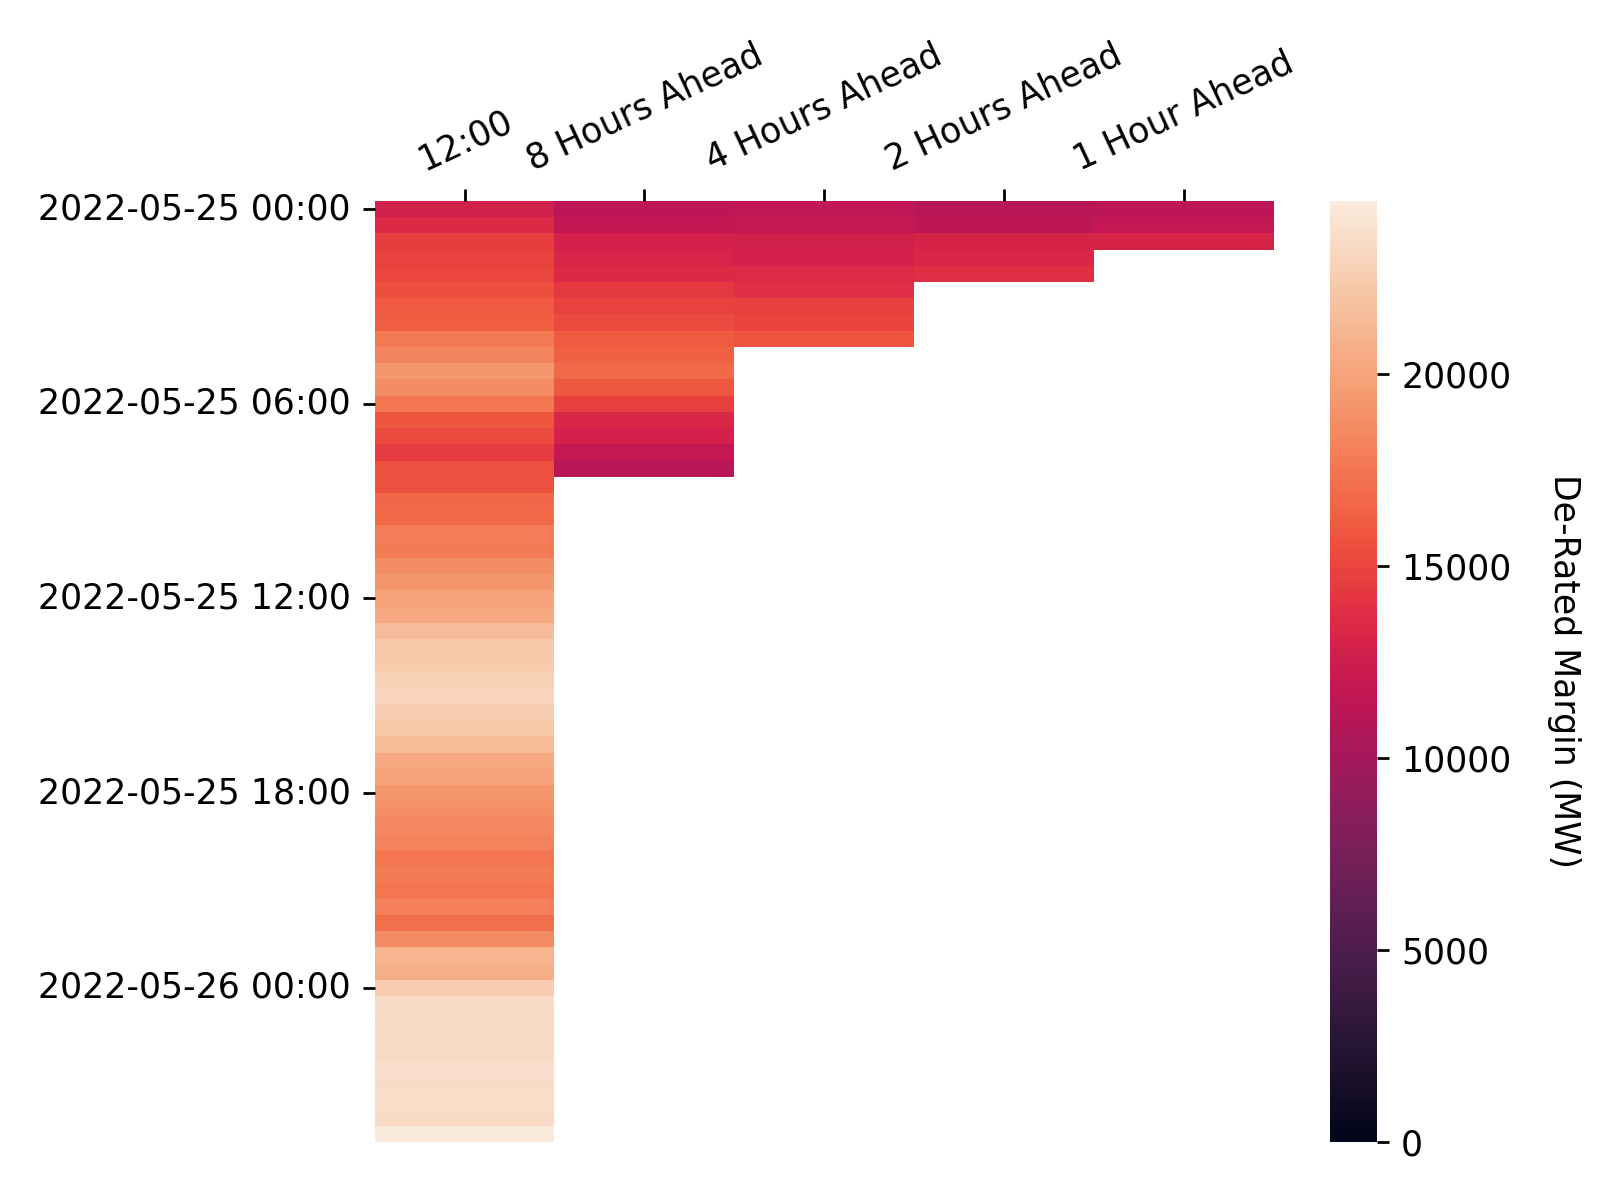 12:00
8 Hours Ahead
4 Hours Ahead
2 Hours Ahead
1 Hour Ahead
2022-05-25 00:00
2022-05-25 06:00
2022-05-25 12:00
2022-05-25 18:00
2022-05-26 00:00
20000
15000
10000
5000
0
De-Rated Margin (MW)